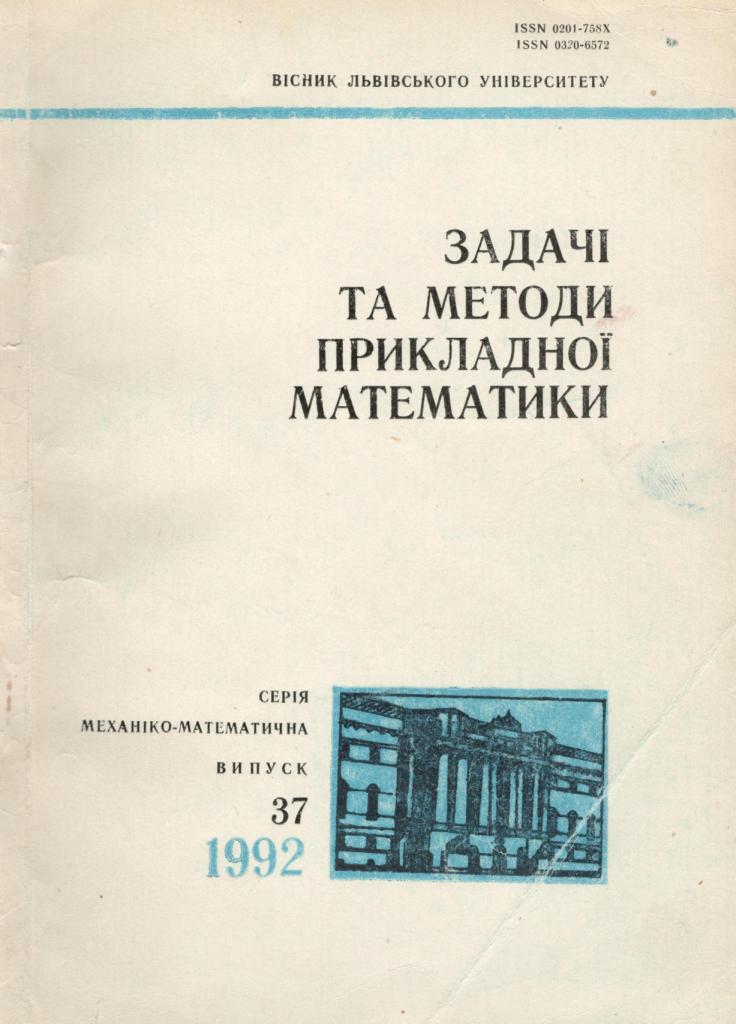 ISSN 0201-758X
ISSN 0320-6572
ВІСНИК ЛЬВІВСЬКОГО УНІВЕРСИТЕТУ
ЗАДАЧІ
ТА МЕТОДИ
ПРИКЛАДНОЇ
МАТЕМАТИКИ
СЕРІЯ
МЕХАНІКО-МАТЕМАТИЧНА
ВИПУСК
37
1992